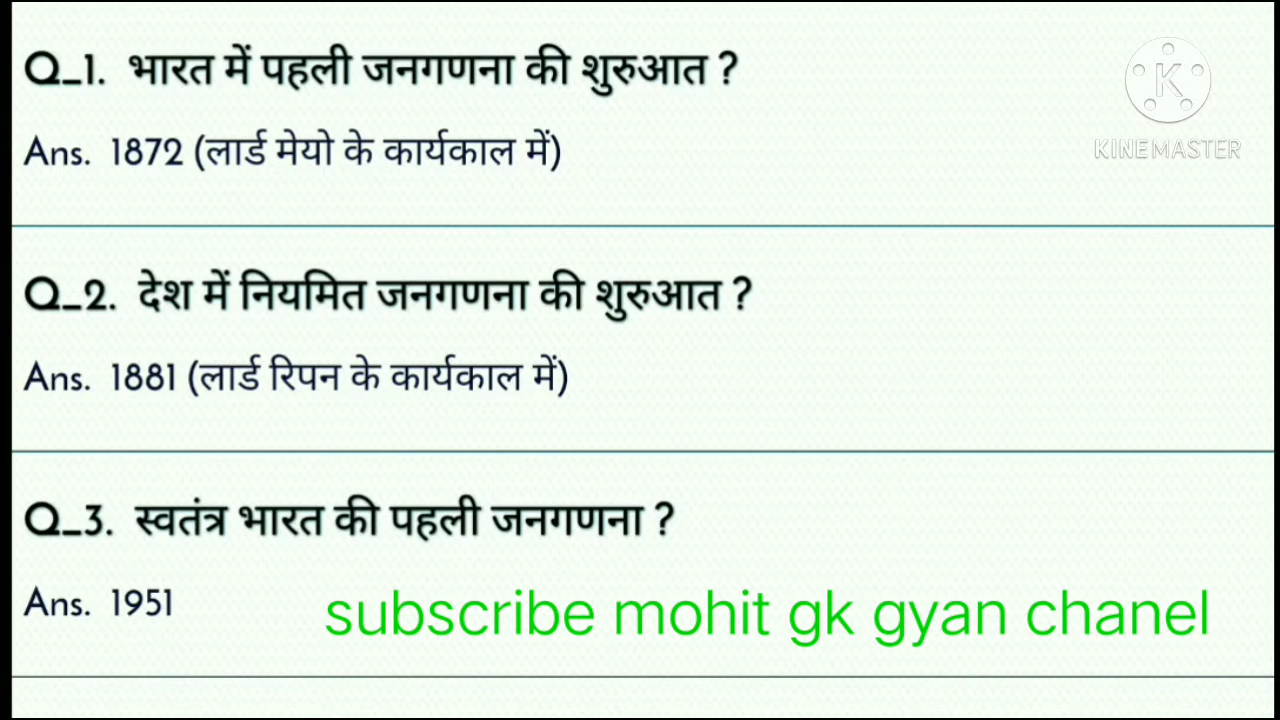 Q_1. भारत में पहली जनगणना की शुरुआत ?
K
KINEMASTER
Ans. 1872 (लार्ड मेयो के कार्यकाल में)
Q_2. देश में नियमित जनगणना की शुरुआत ?
Ans. 1881 (लार्ड रिपन के कार्यकाल में)
Q_3. स्वतंत्र भारत की पहली जनगणना ?
Ans. 1951
subscribe mohit gk gyan chanel